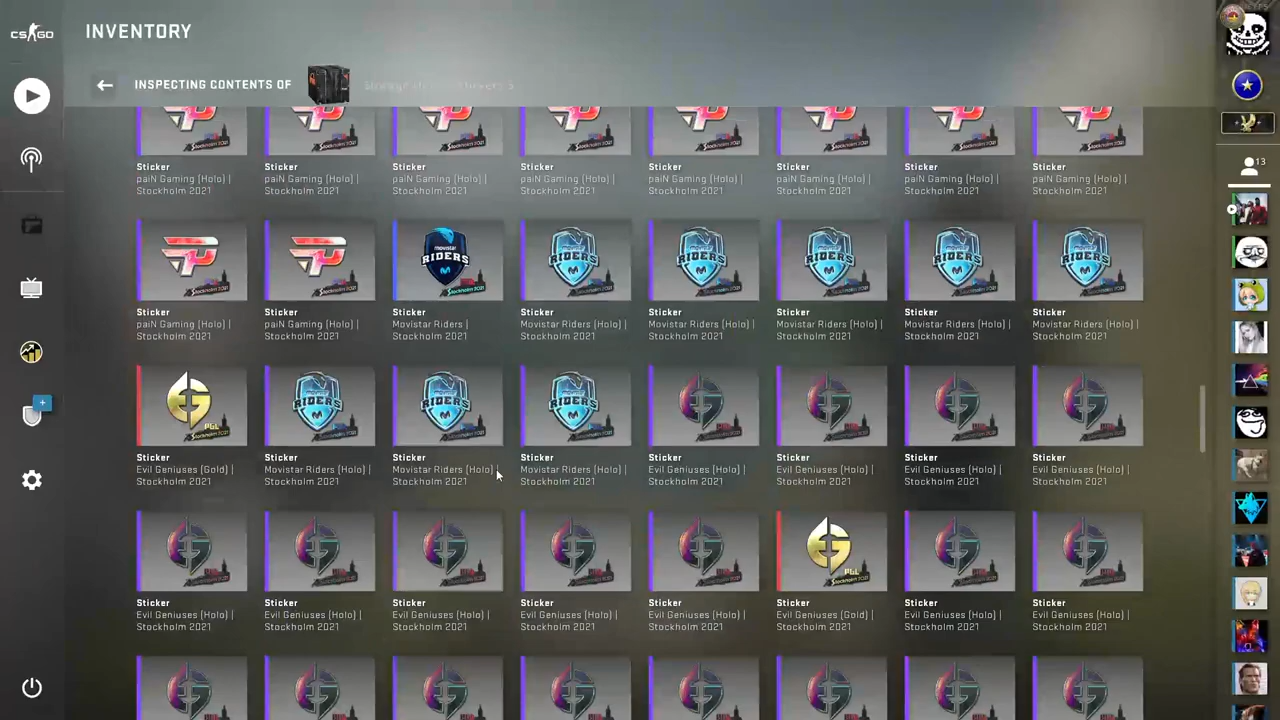 CS:GO
INVENTORY
INSPECTING CONTENTS OF
13
Sticker Sticker Sticker Sticker Sticker Sticker Sticker Sticker
paiN Gaming (Holo) | paiN Gaming (Holo) | paiN Gaming (Holo) | paiN Gaming (Holo) | paiN Gaming (Holo) | paiN Gaming (Holo) | paiN Gaming (Holo) | paiN Gaming (Holo) |
Stockholm 2021 Stockholm 2021 Stockholm 2021 Stockholm 2021 Stockholm 2021 Stockholm 2021 Stockholm 2021 Stockholm 2021
Sticker Sticker Sticker Sticker Sticker Sticker Sticker Sticker
paiN Gaming (Holo) | paiN Gaming (Holo) | Movistar Riders | Movistar Riders (Holo) | Movistar Riders (Holo) | Movistar Riders (Holo) | Movistar Riders (Holo) | Movistar Riders (Holo) |
Stockholm 2021 Stockholm 2021 Stockholm 2021 Stockholm 2021 Stockholm 2021 Stockholm 2021 Stockholm 2021 Stockholm 2021
Sticker Sticker Sticker Sticker Sticker Sticker Sticker Sticker
Evil Geniuses (Gold) | Movistar Riders (Holo) | Movistar Riders (Holo) | Movistar Riders (Holo) | Evil Geniuses (Holo) | Evil Geniuses (Holo) | Evil Geniuses (Holo) | Evil Geniuses (Holo) |
Stockholm 2021 Stockholm 2021 Stockholm 2021 Stockholm 2021 Stockholm 2021 Stockholm 2021 Stockholm 2021 Stockholm 2021
Sticker Sticker Sticker Sticker Sticker Sticker Sticker Sticker
Evil Geniuses (Holo) | Evil Geniuses (Holo) | Evil Geniuses (Holo) | Evil Geniuses (Holo) | Evil Geniuses (Holo) | Evil Geniuses (Gold) | Evil Geniuses (Holo) | Evil Geniuses (Holo) |
Stockholm 2021 Stockholm 2021 Stockholm 2021 Stockholm 2021 Stockholm 2021 Stockholm 2021 Stockholm 2021 Stockholm 2021